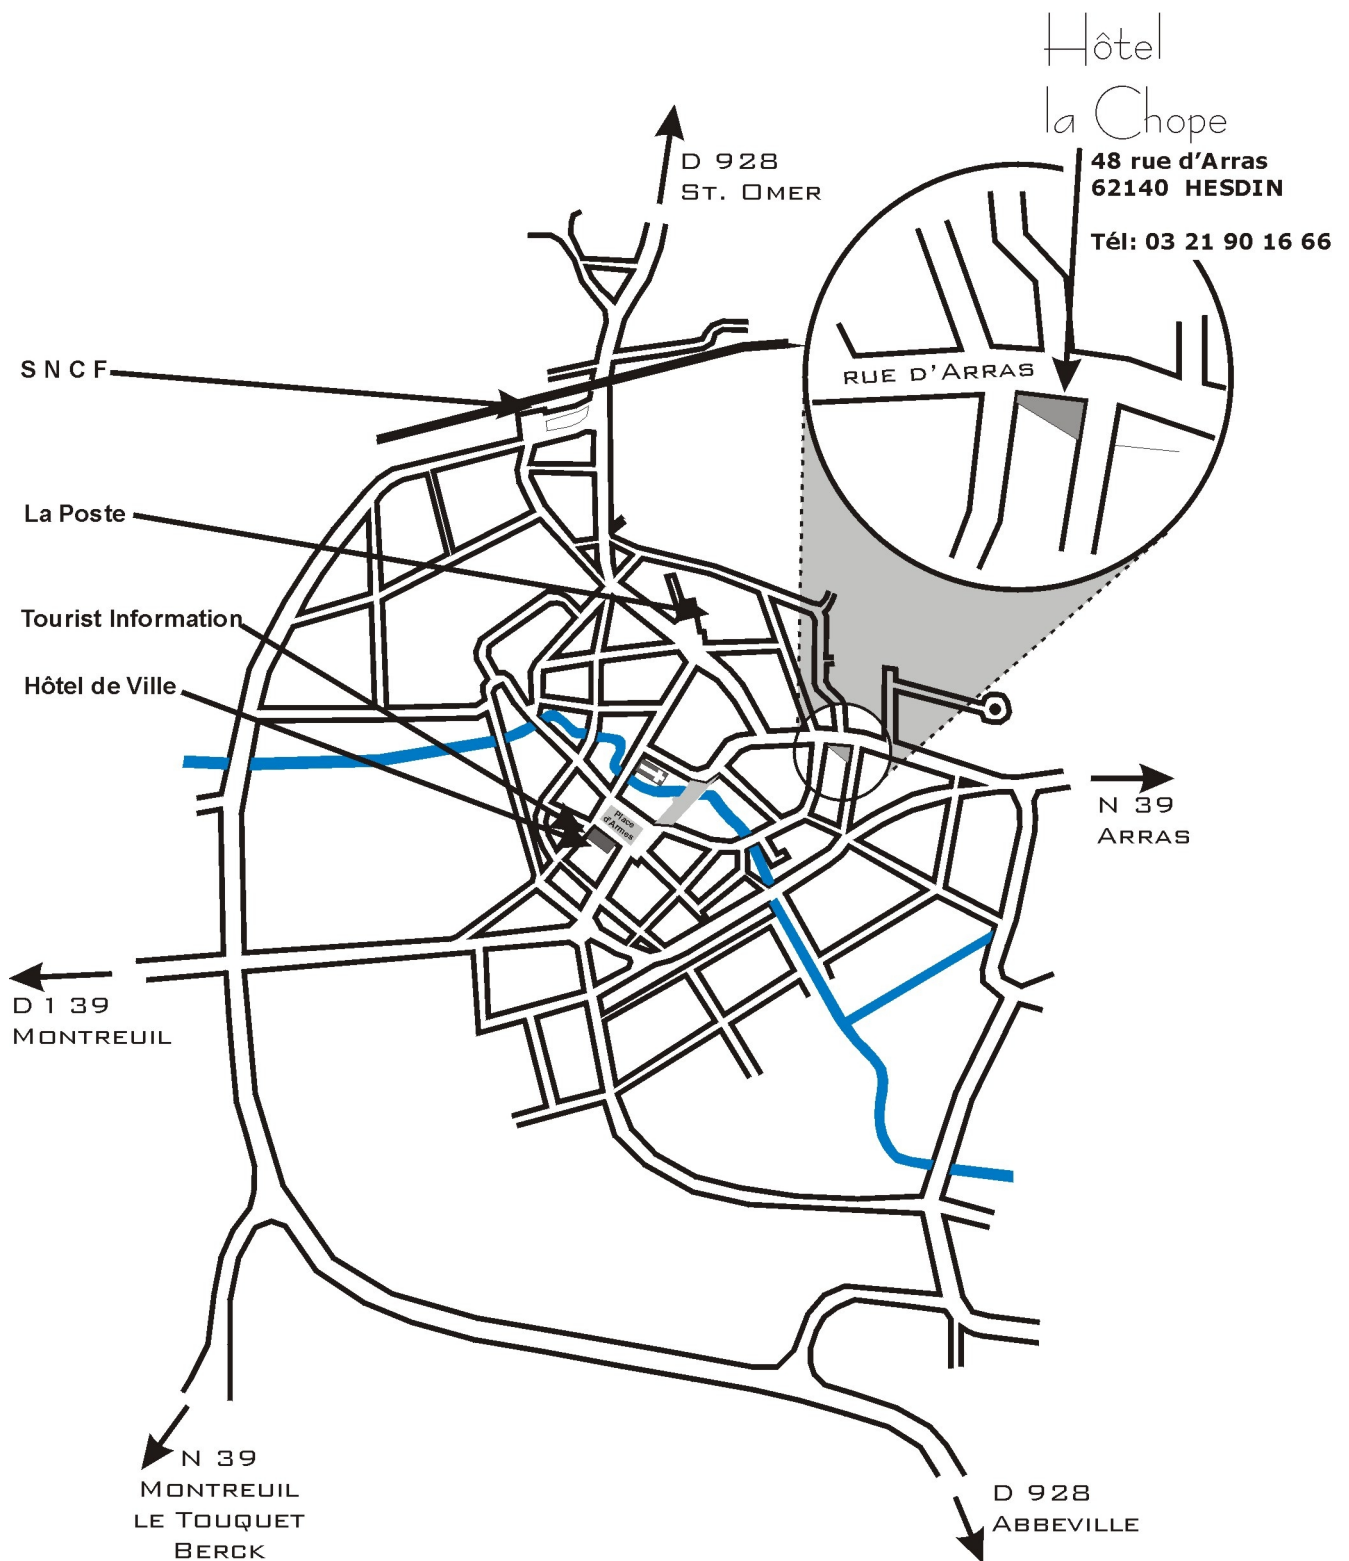 Hôtel
la Chope
48 rue d'Arras
62140 HESDIN
Tél: 03 21 90 16 66
D 928
ST. OMER
RUE D'ARRAS
S N C F
La Poste
Tourist Information
Hôtel de Ville
Place
d'Armes
N 39
ARRAS
D 1 39
MONTREUIL
N 39
MONTREUIL
LE TOUQUET
BERCK
D 928
ABBEVILLE